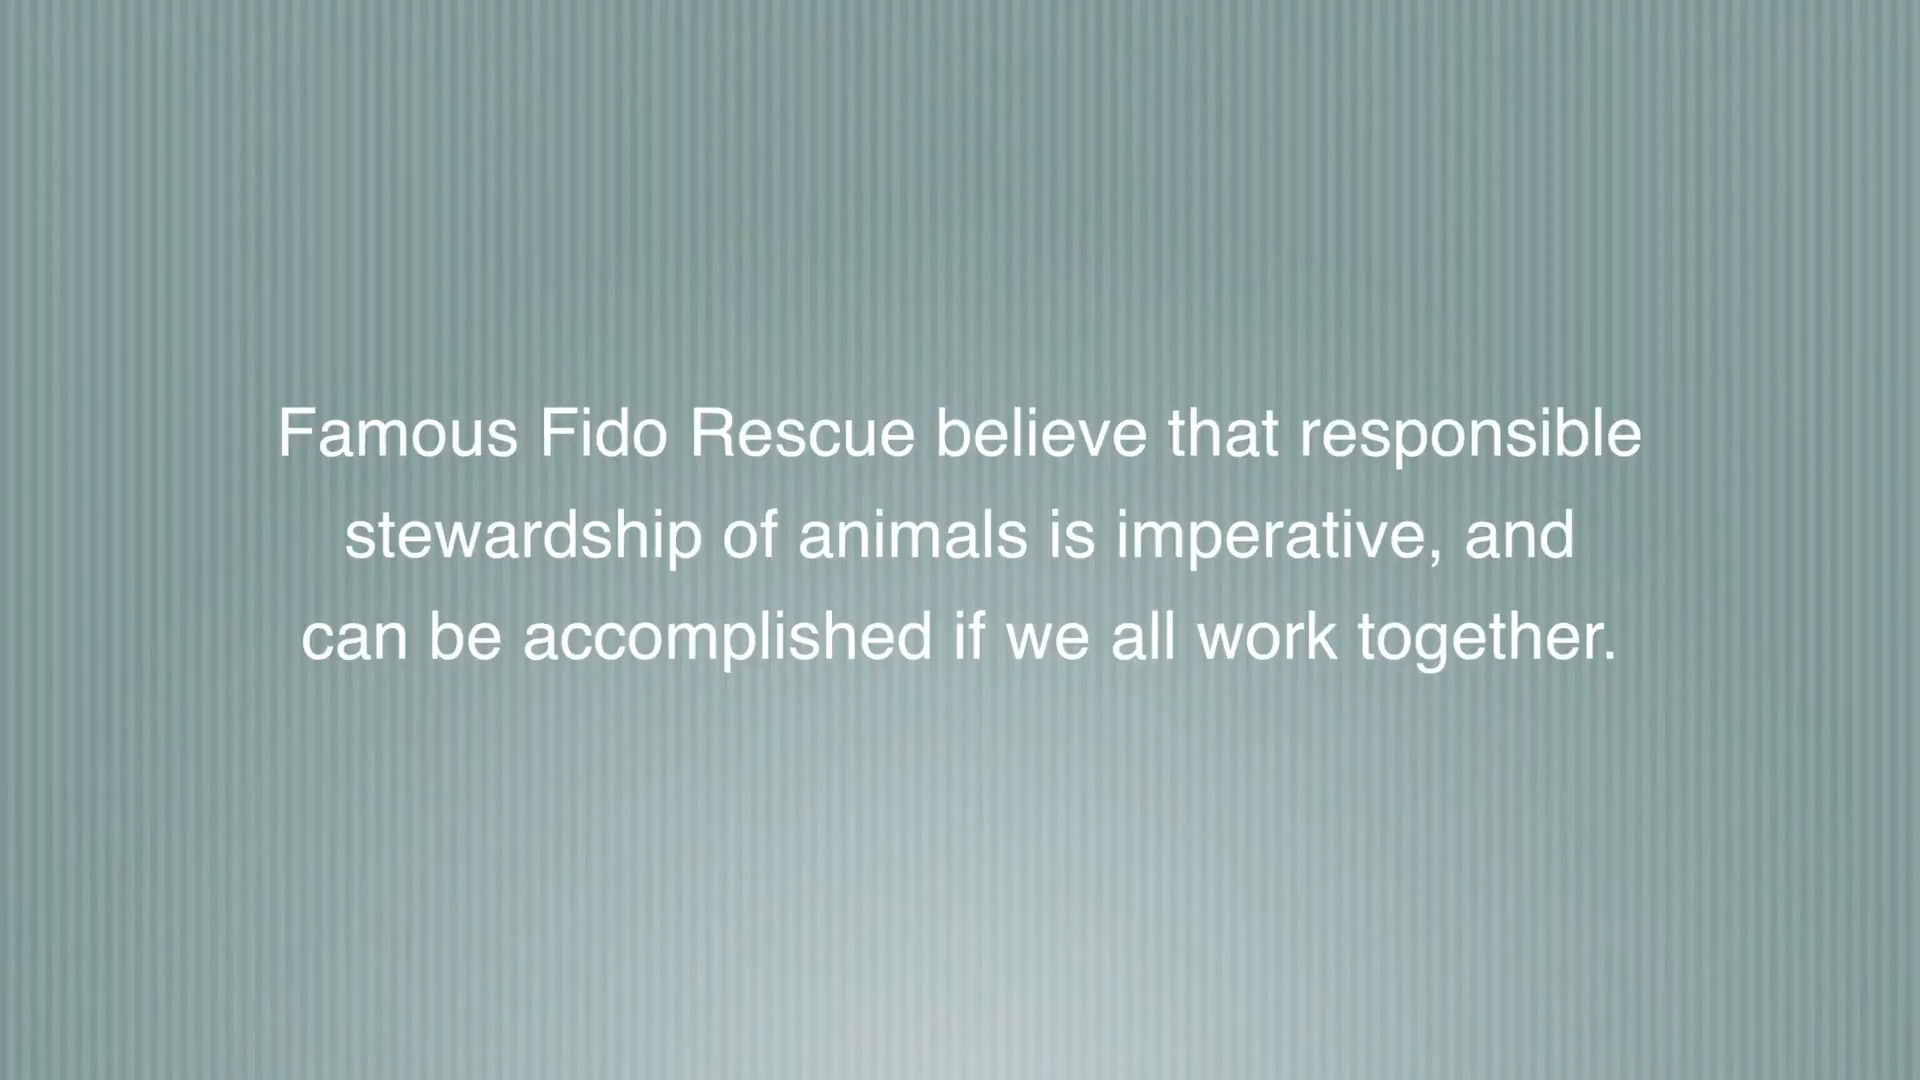 Famous Fido Rescue believe that responsible
stewardship of animals is imperative, and
can be accomplished if we all work together.